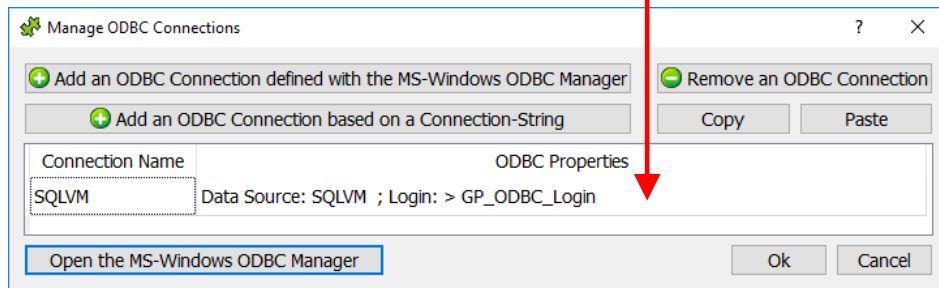 Manage ODBC Connections ? ×
Add an ODBC Connection defined with the MS-Windows ODBC Manager Remove an ODBC Connection
Add an ODBC Connection based on a Connection-String Copy Paste
Connection Name ODBC Properties
SQLVM Data Source: SQLVM ; Login: > GP_ODBC_Login
Open the MS-Windows ODBC Manager Ok Cancel